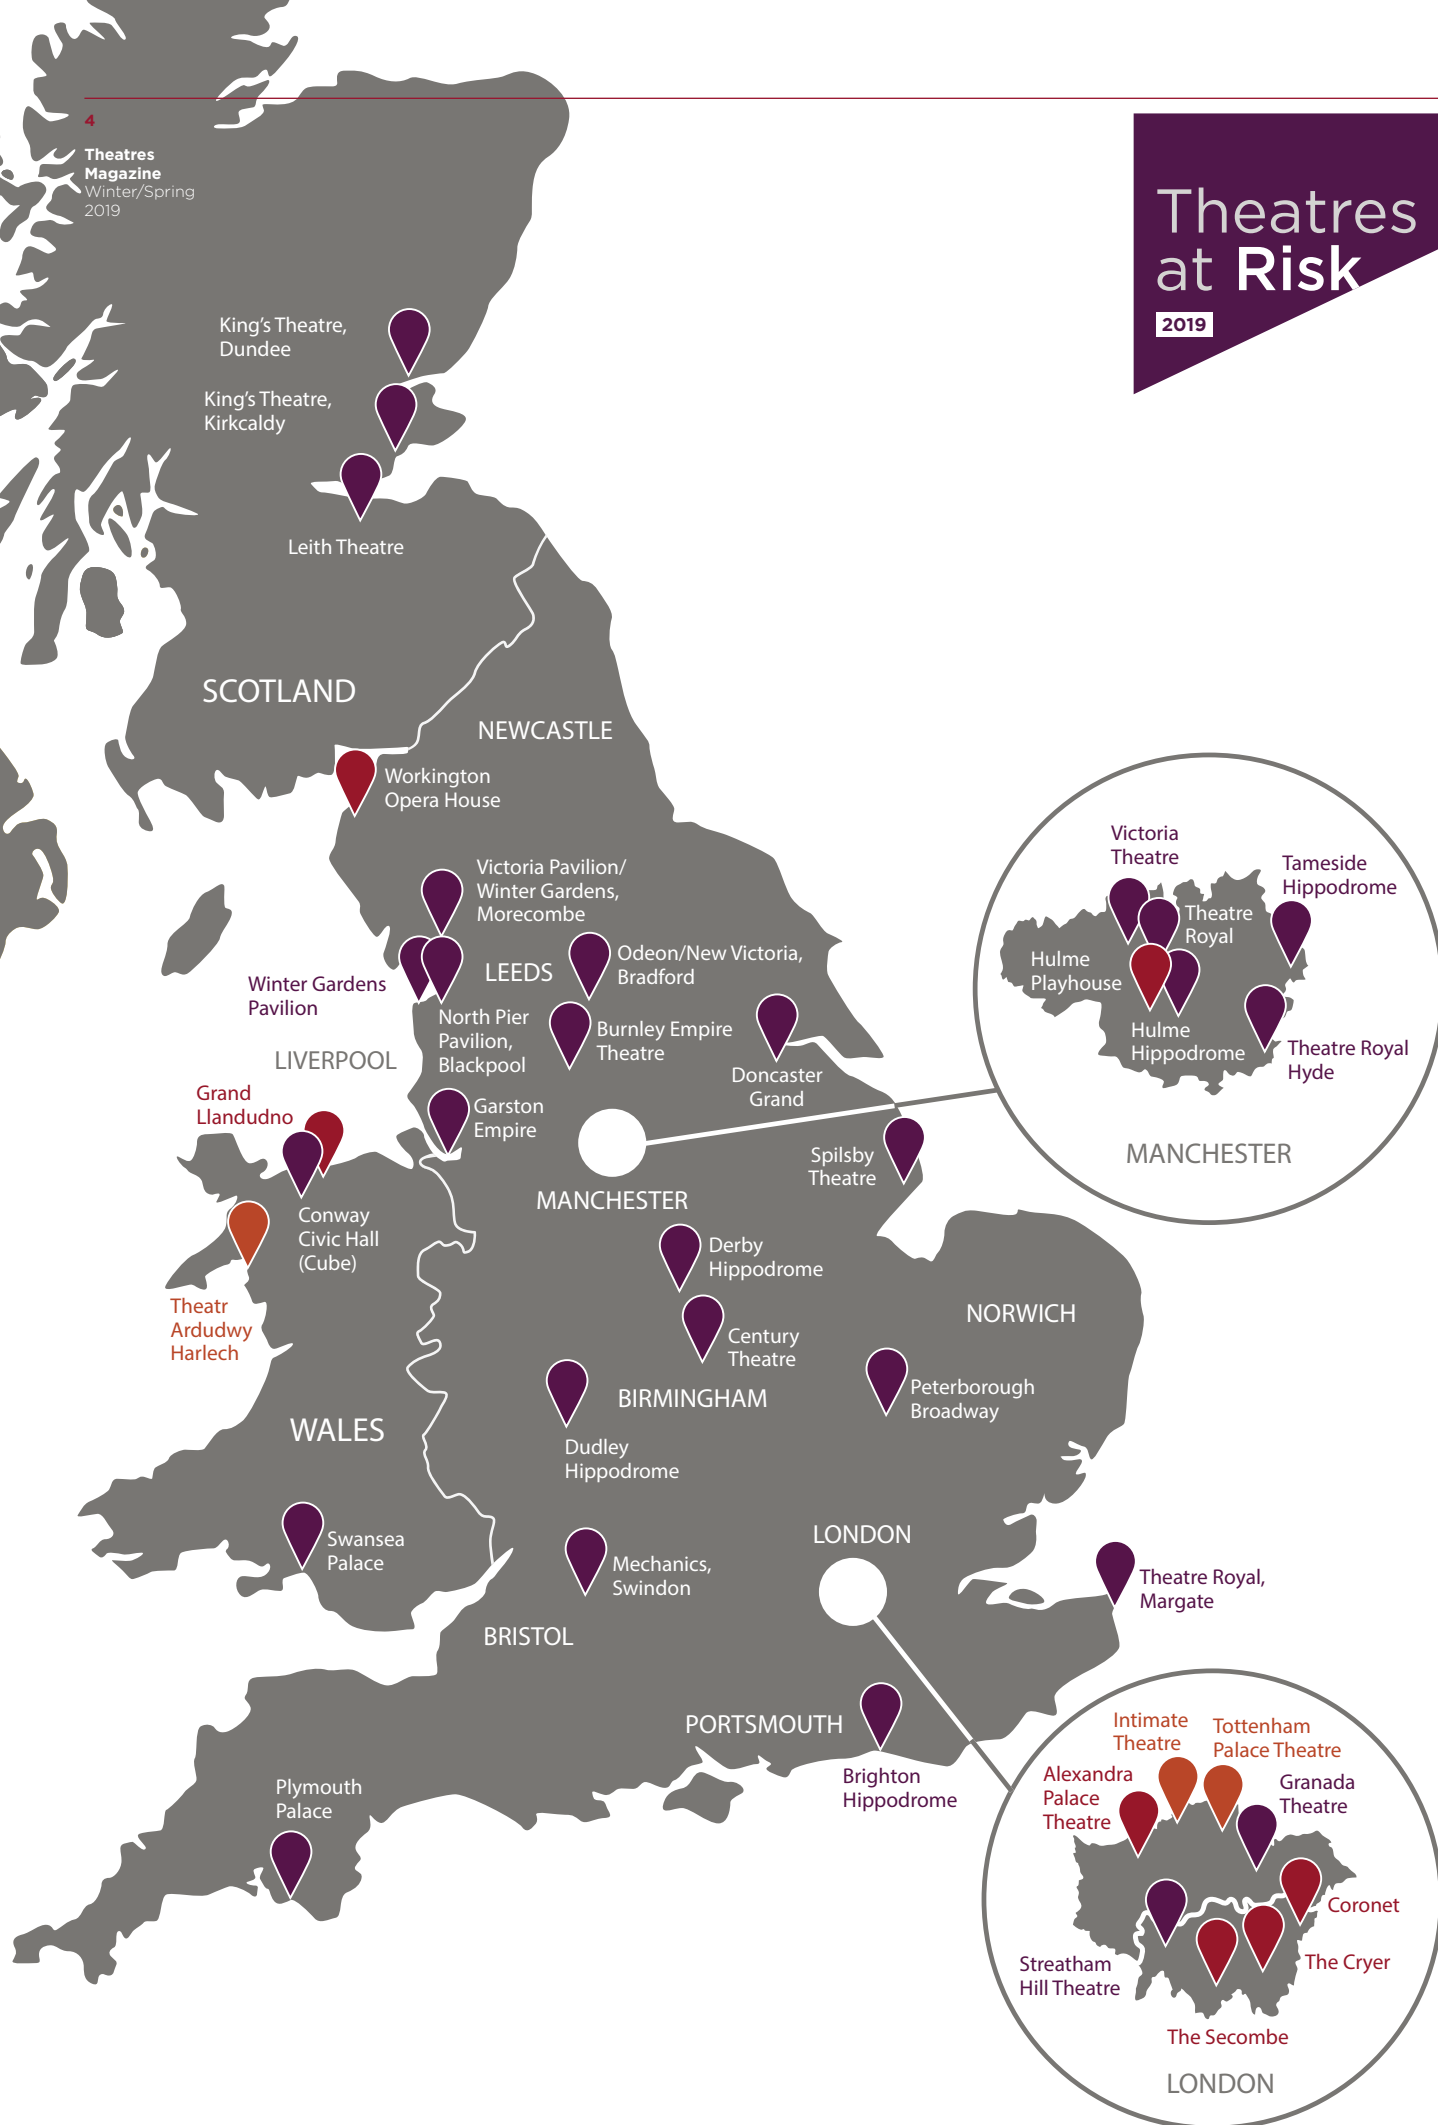 4
Theatres
Magazine
Winter/Spring
2019
Theatres
at Risk
2019
King's Theatre,
Dundee
King's Theatre,
Kirkcaldy
Leith Theatre
SCOTLAND
NEWCASTLE
Workington
Opera House
Victoria Pavilion/
Winter Gardens,
Morecombe
Odeon/New Victoria,
Bradford
LEEDS
Winter Gardens
Pavilion
North Pier
Pavilion,
Blackpool
Burnley Empire
Theatre
LIVERPOOL
Doncaster
Grand
Grand
Llandudno
Garston
Empire
Spilsby
Theatre
MANCHESTER
Conway
Civic Hall
(Cube)
Derby
Hippodrome
Theatr
Ardudwy
Harlech
NORWICH
Century
Theatre
BIRMINGHAM
Peterborough
Broadway
WALES
Dudley
Hippodrome
Swansea
Palace
Mechanics,
Swindon
LONDON
Theatre Royal,
Margate
BRISTOL
PORTSMOUTH
Brighton
Hippodrome
Plymouth
Palace
Victoria
Theatre
Tameside
Hippodrome
Theatre
Royal
Hulme
Playhouse
Hulme
Hippodrome
Theatre Royal
Hyde
MANCHESTER
Intimate
Theatre
Tottenham
Palace Theatre
Alexandra
Palace
Theatre
Granada
Theatre
Coronet
Streatham
Hill Theatre
The Cryer
The Secombe
LONDON